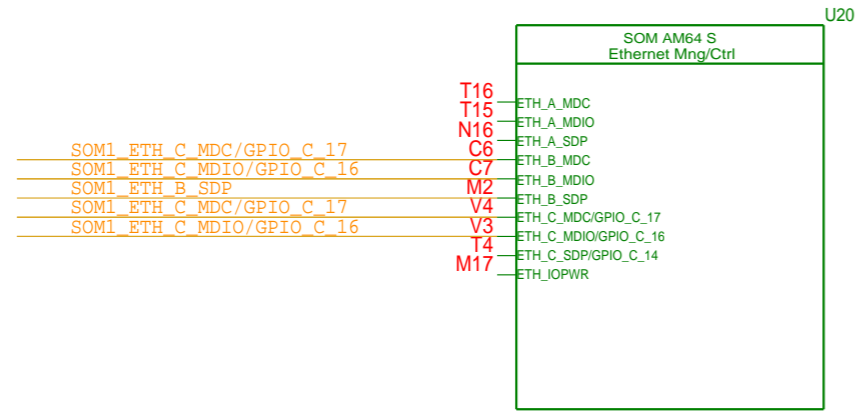 U20
SOM AM64 S
Ethernet Mng/Ctrl
T16 ETH_A_MDC
T15 ETH_A_MDIO
N16 ETH_A_SDP
SOM1_ETH_C_MDC/GPIO_C_17 C6 ETH_B_MDC
SOM1_ETH_C_MDIO/GPIO_C_16 C7 ETH_B_MDIO
SOM1_ETH_B_SDP M2 ETH_B_SDP
SOM1_ETH_C_MDC/GPIO_C_17 V4 ETH_C_MDC/GPIO_C_17
SOM1_ETH_C_MDIO/GPIO_C_16 V3 ETH_C_MDIO/GPIO_C_16
T4 ETH_C_SDP/GPIO_C_14
M17 ETH_IOPWR